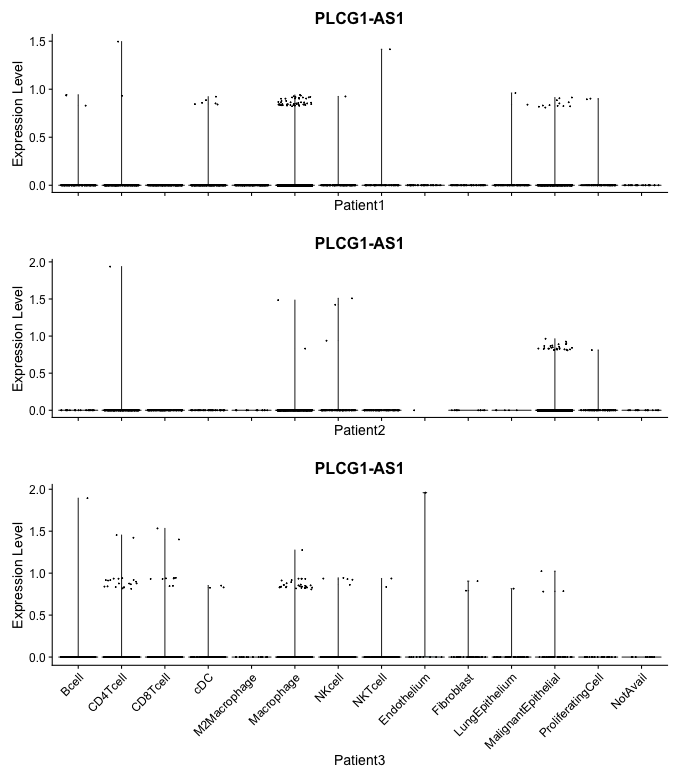 PLCG1-AS1
Expression Level
1.5
1.0
0.5
0.0
Patient1
PLCG1-AS1
Expression Level
2.0
1.5
1.0
0.5
0.0
Patient2
PLCG1-AS1
Expression Level
2.0
1.5
1.0
0.5
0.0
Bcell
CD4Tcell
CD8Tcell
cDC
M2Macrophage
Macrophage
NKcell
NKTcell
Endothelium
Fibroblast
LungEpithelium
MalignantEpithelial
ProliferatingCell
NotAvail
Patient3